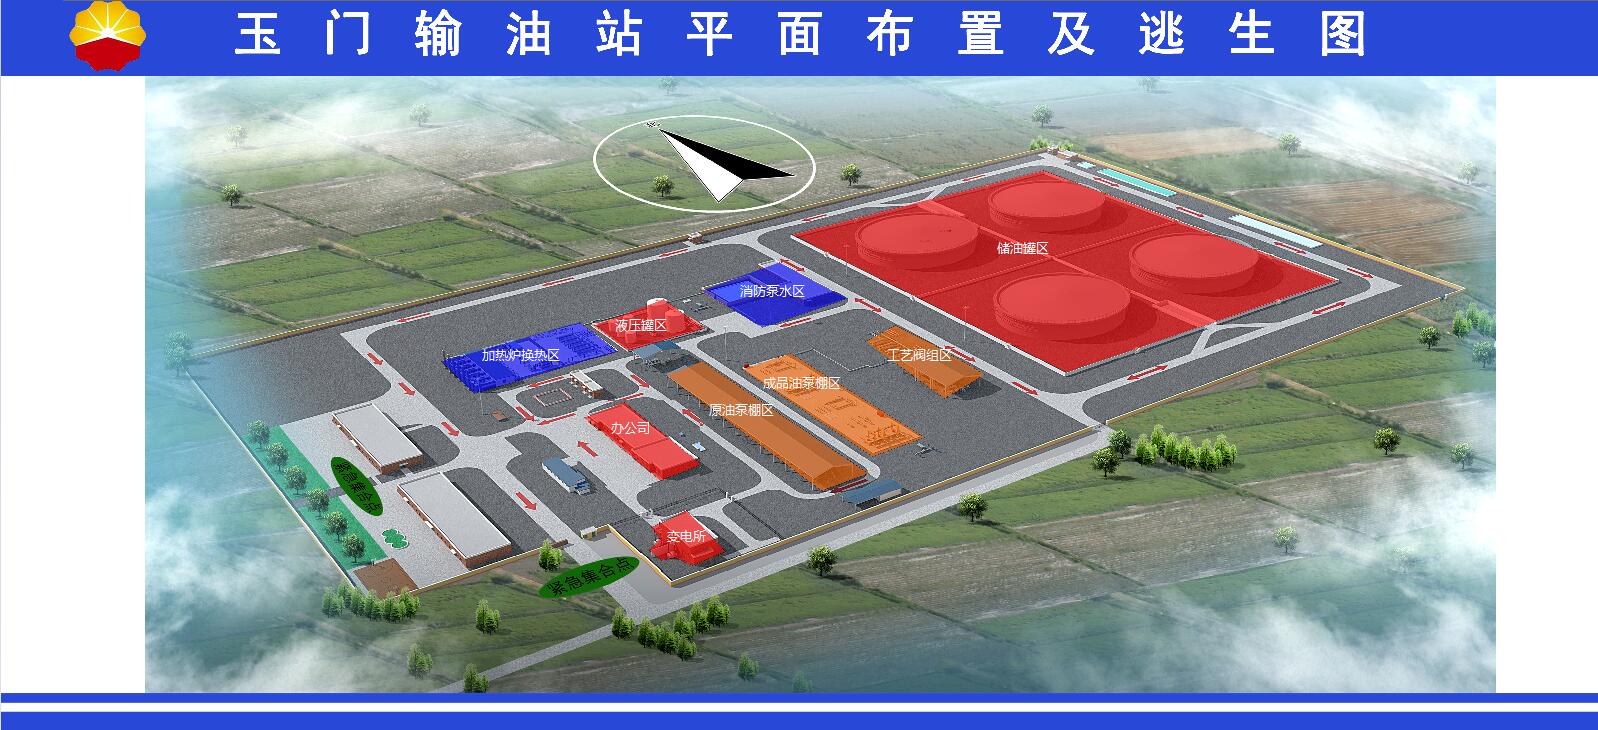 玉门输油站平面布置及逃生图
储油罐区
消防泵水区
液压罐区
加热炉换热区
工艺阀组区
成品油泵棚区
原油泵棚区
办公司
紧急集合点
变电所
紧急集合点